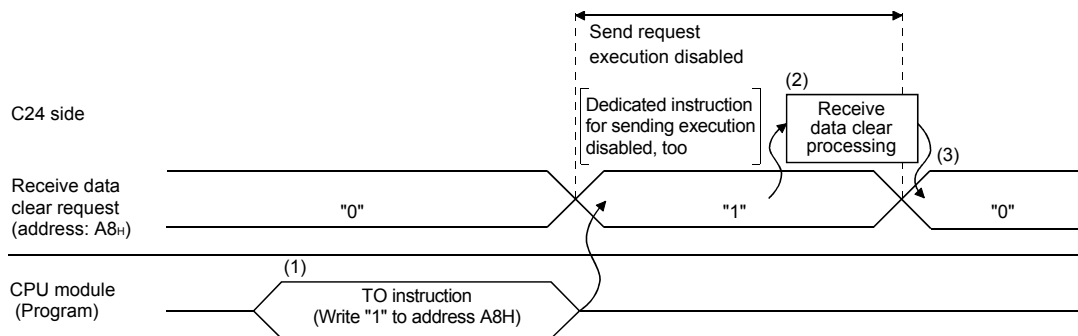 Send request
execution disabled
C24 side
Dedicated instruction
for sending execution
disabled, too
(2)
Receive
data clear
processing
(3)
Receive data
clear request
(address: A8H)
"0"
"1"
"0"
CPU module
(Program)
(1)
TO instruction
(Write "1" to address A8H)